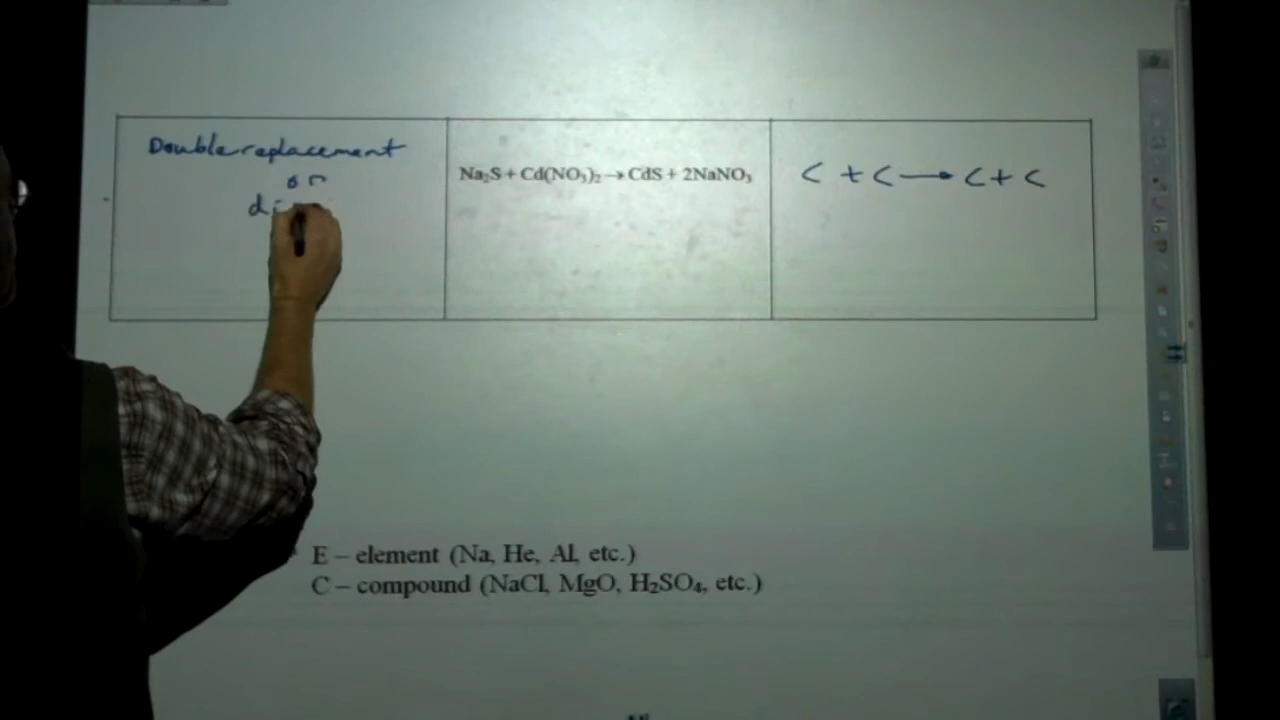 Double replacement
or
di
Na₂S + Cd(NO₃)₂ → CdS + 2NaNO₃
C + C → C + C
E – element (Na, He, Al, etc.)
C – compound (NaCl, MgO, H₂SO₄, etc.)